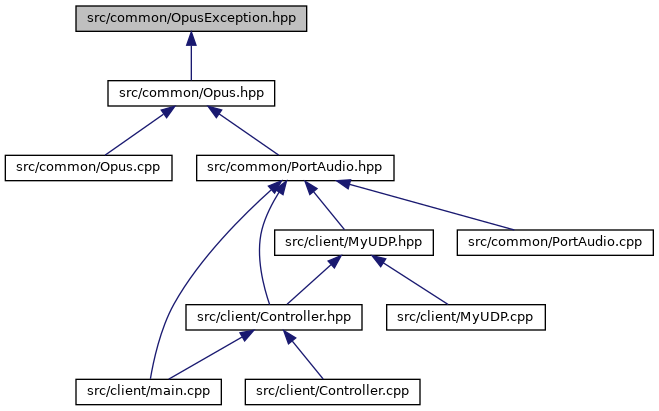 src/common/OpusException.hpp
src/common/Opus.hpp
src/common/Opus.cpp
src/common/PortAudio.hpp
src/client/MyUDP.hpp
src/common/PortAudio.cpp
src/client/Controller.hpp
src/client/MyUDP.cpp
src/client/main.cpp
src/client/Controller.cpp